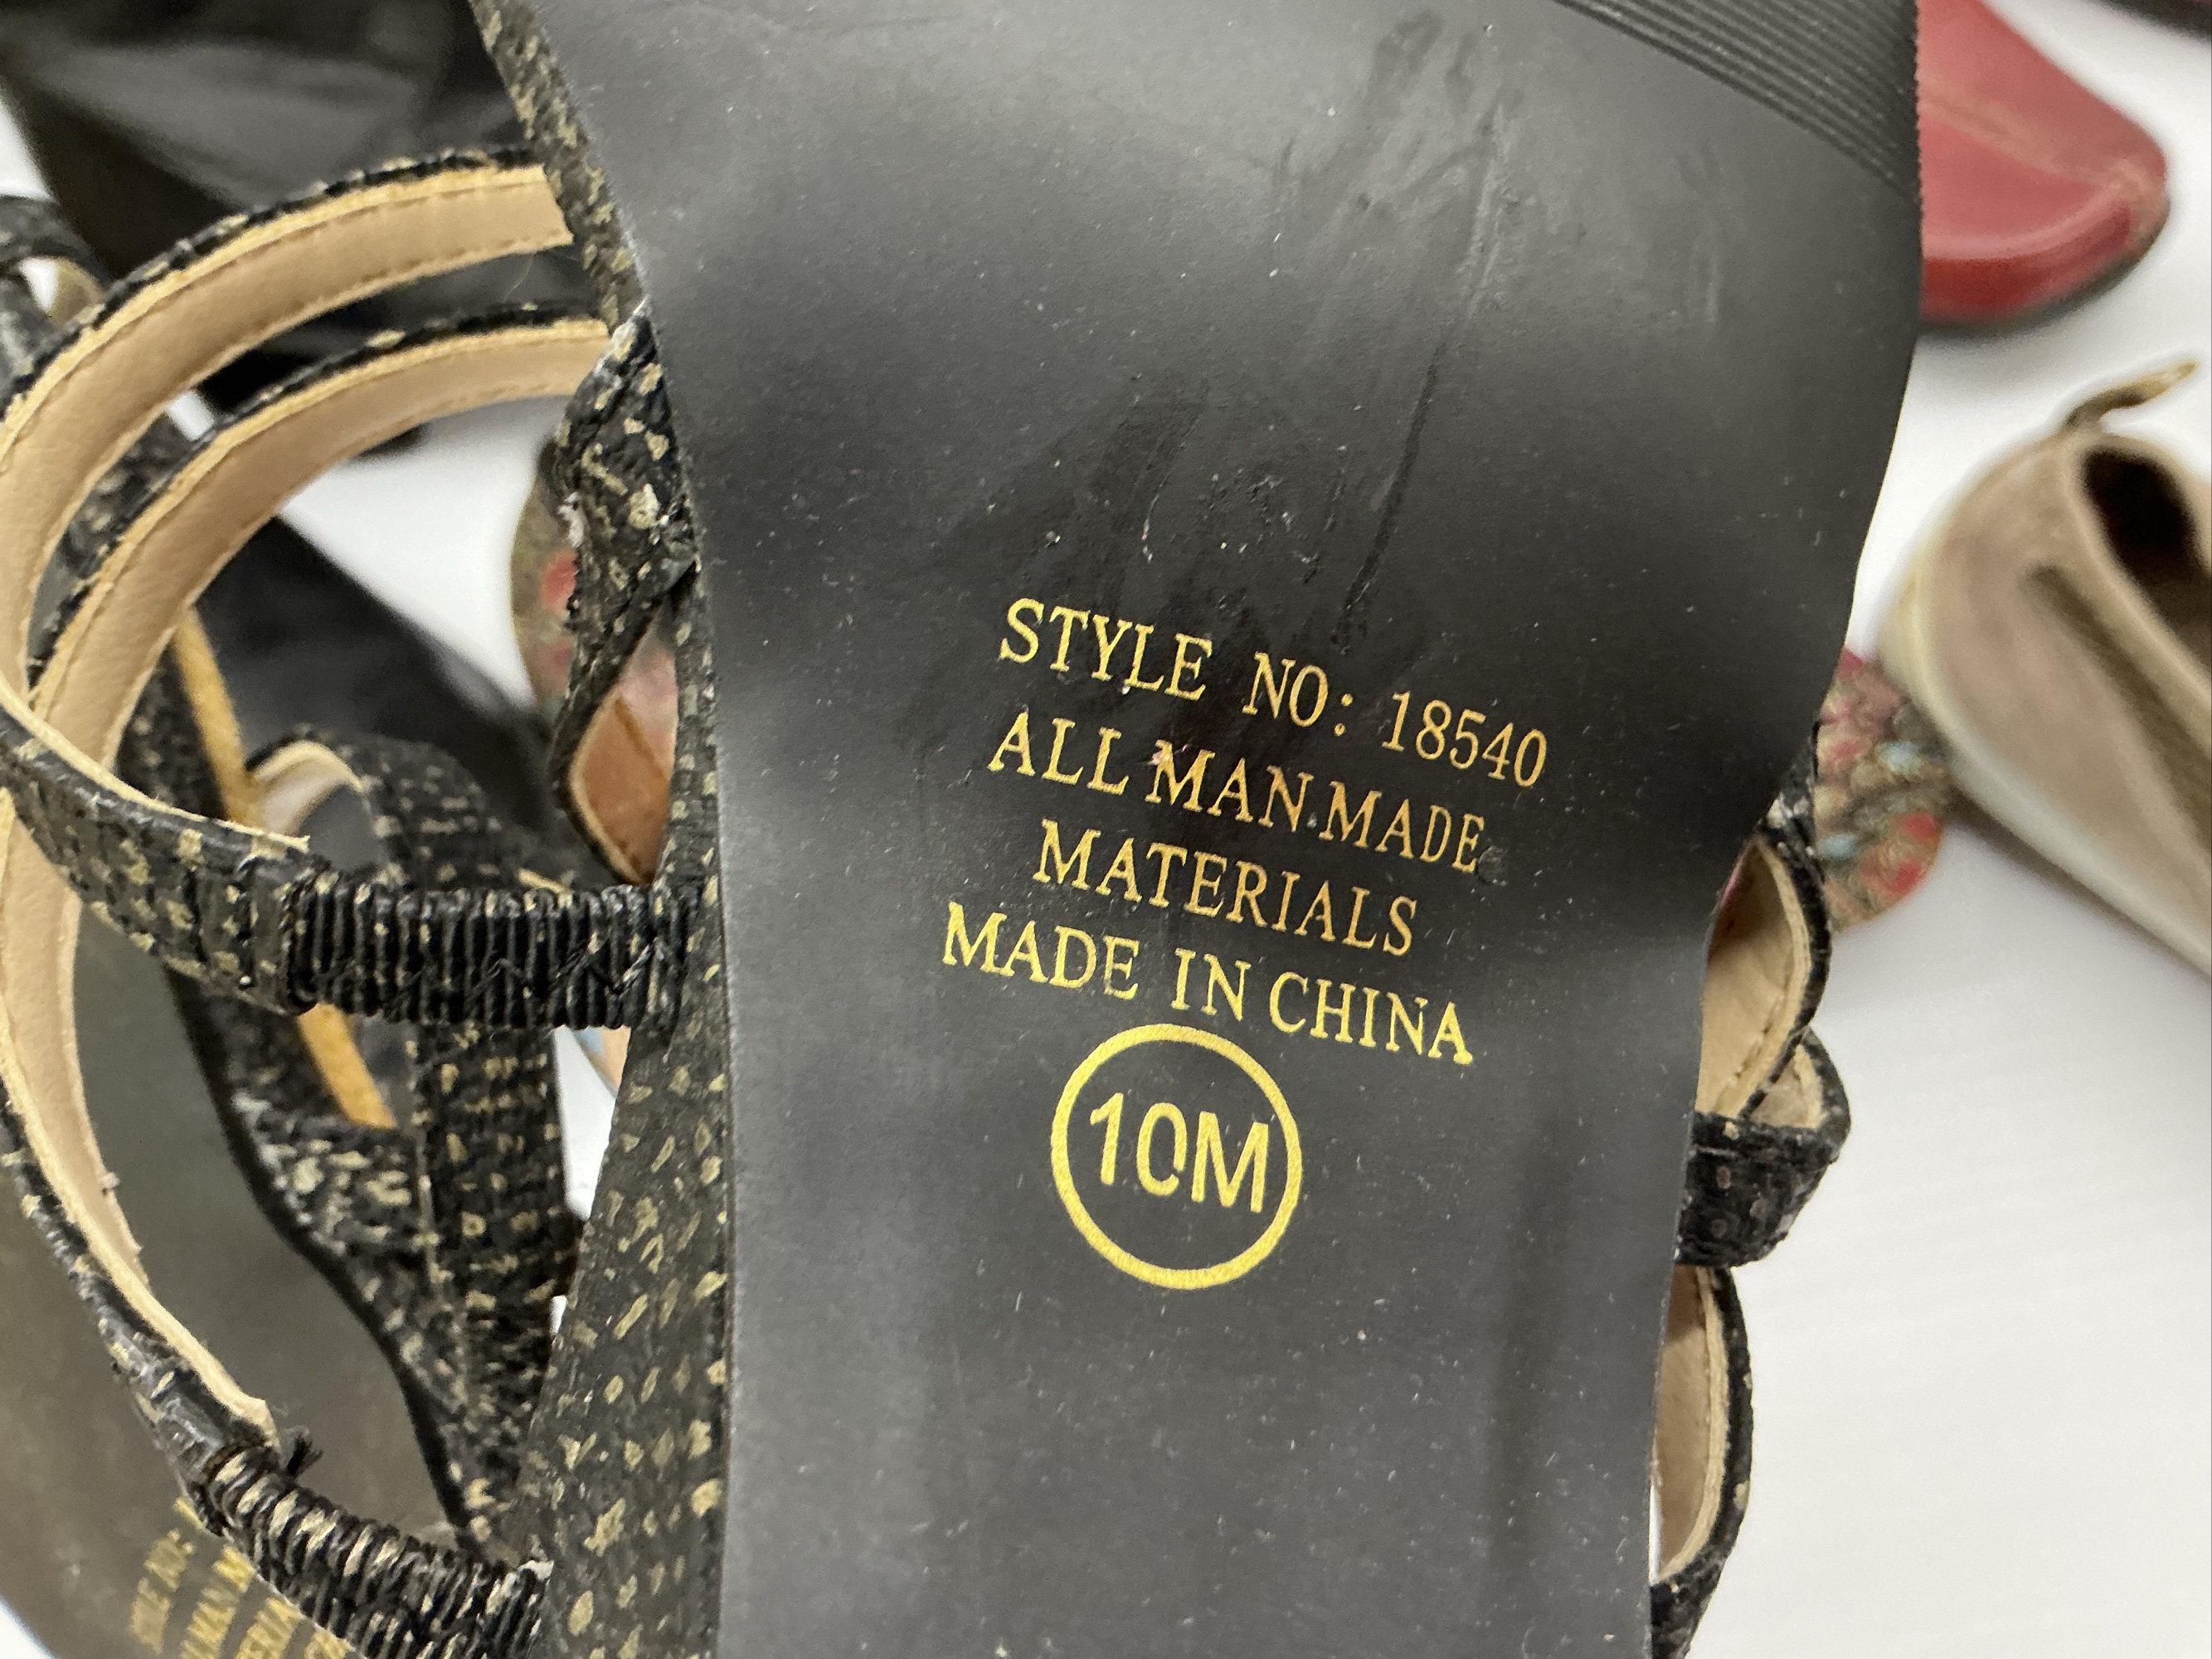 STYLE NO: 18540
ALL MAN.MADE
MATERIALS
MADE IN CHINA
10M